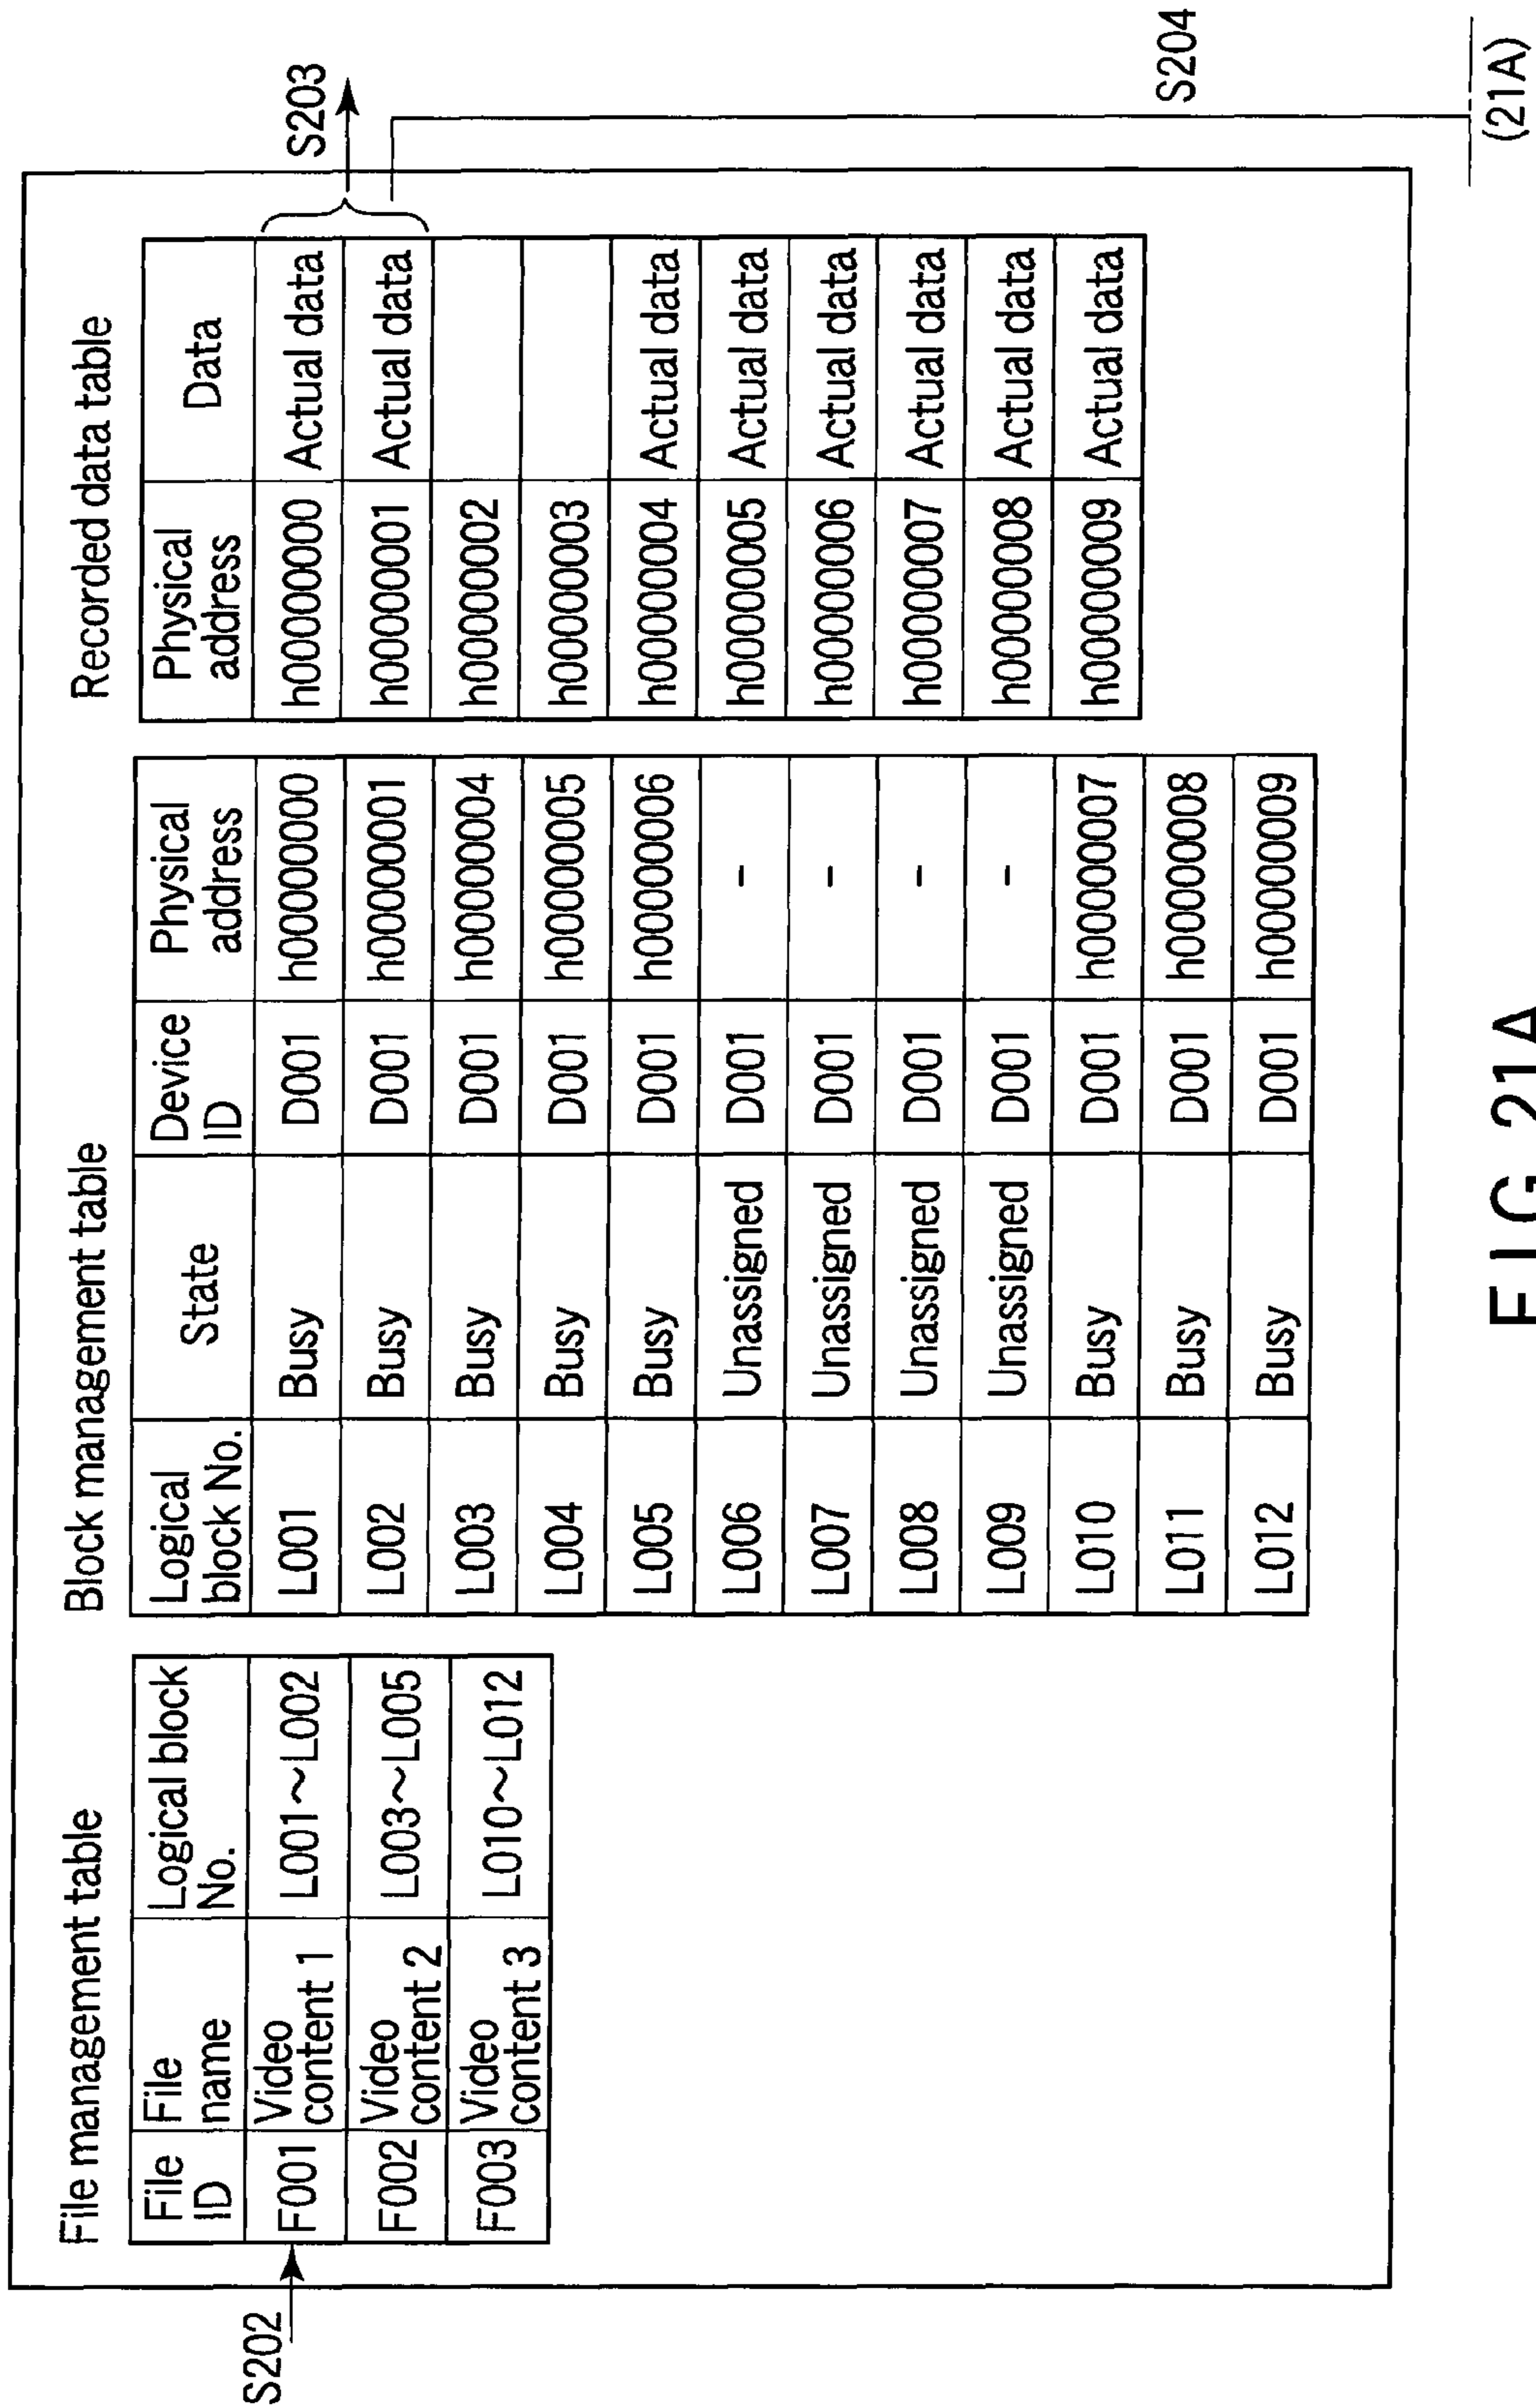 File management table
File ID
File name
Logical block No.
F001 Video content 1 L001~L002
F002 Video content 2 L003~L005
F003 Video content 3 L010~L012
Block management table
Logical block No.
State
Device ID
Physical address
L001 Busy D001 h00000000
L002 Busy D001 h00000001
L003 Busy D001 h00000004
L004 Busy D001 h00000005
L005 Busy D001 h00000006
L006 Unassigned D001 -
L007 Unassigned D001 -
L008 Unassigned D001 -
L009 Unassigned D001 -
L010 Busy D001 h00000007
L011 Busy D001 h00000008
L012 Busy D001 h00000009
Recorded data table
Physical address
Data
h00000000 Actual data
h00000001 Actual data
h00000002
h00000003
h00000004 Actual data
h00000005 Actual data
h00000006 Actual data
h00000007 Actual data
h00000008 Actual data
h00000009 Actual data
S202
S203
S204
(21A)
F I G 21A